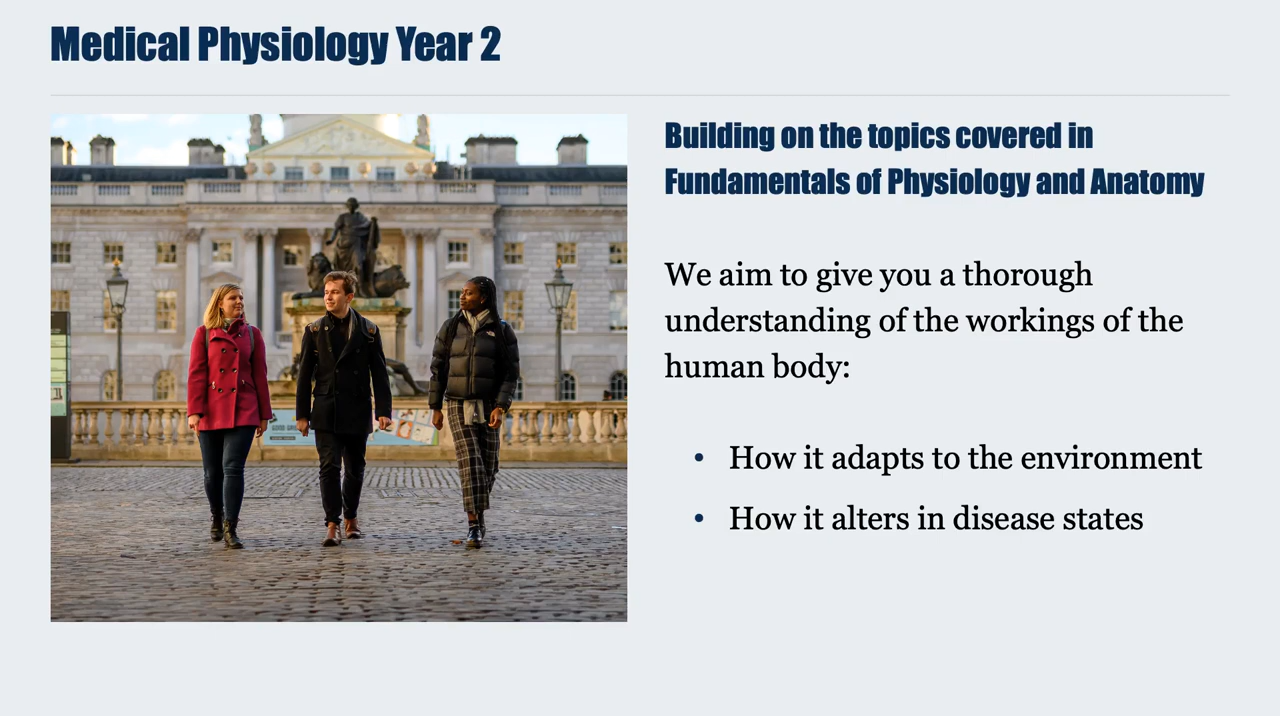 Medical Physiology Year 2
Building on the topics covered in
Fundamentals of Physiology and Anatomy
We aim to give you a thorough
understanding of the workings of the
human body:
• How it adapts to the environment
• How it alters in disease states